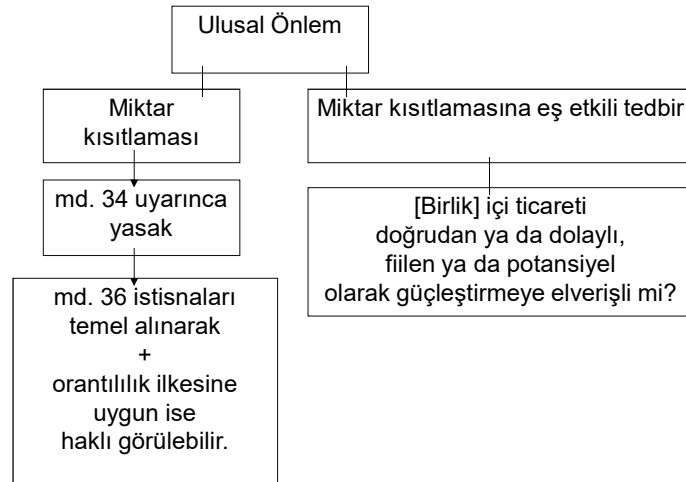 Ulusal Önlem
Miktar
kısıtlaması
Miktar kısıtlamasına eş etkili tedbir
md. 34 uyarınca
yasak
[Birlik] içi ticareti
doğrudan ya da dolaylı,
fiilen ya da potansiyel
olarak güçleştirmeye elverişli mi?
md. 36 istisnaları
temel alınarak
+
orantılılık ilkesine
uygun ise
haklı görülebilir.